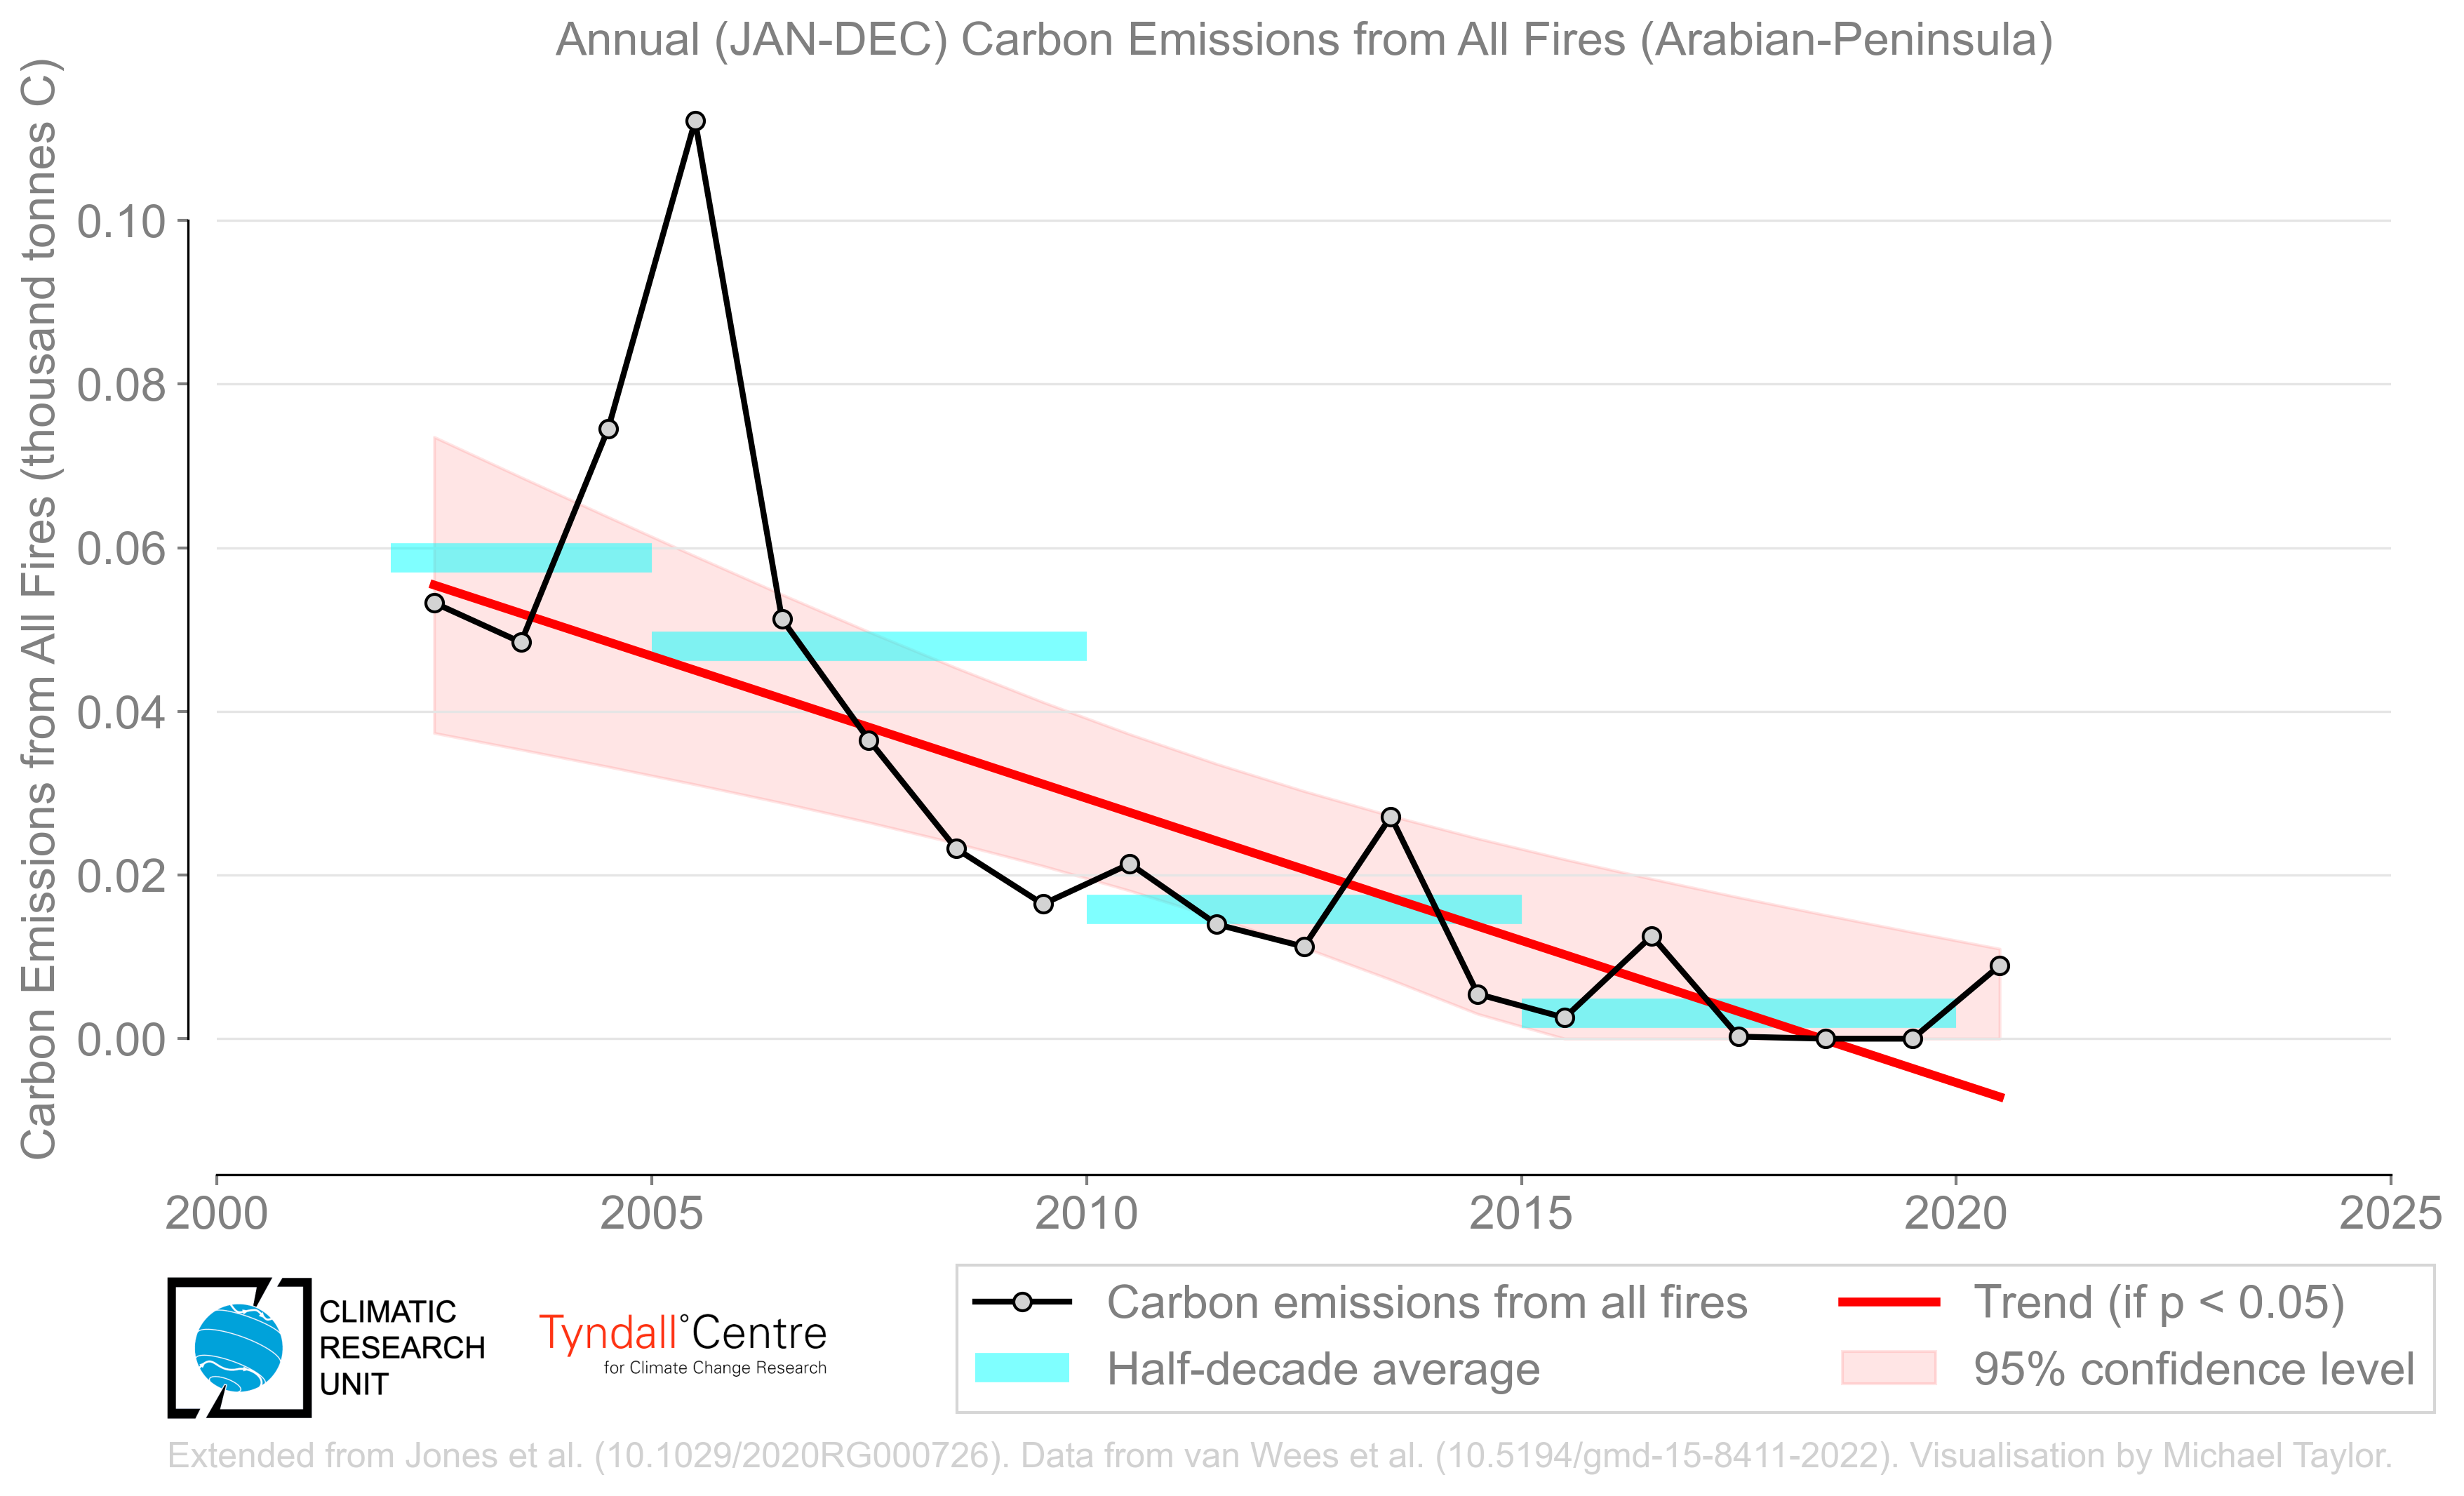 Annual (JAN-DEC) Carbon Emissions from All Fires (Arabian-Peninsula)
Carbon Emissions from All Fires (thousand tonnes C)
0.10
0.08
0.06
0.04
0.02
0.00
2000
2005
2010
2015
2020
2025
CLIMATIC
RESEARCH
UNIT
Tyndall°Centre
for Climate Change Research
Carbon emissions from all fires
Half-decade average
Trend (if p < 0.05)
95% confidence level
Extended from Jones et al. (10.1029/2020RG000726). Data from van Wees et al. (10.5194/gmd-15-8411-2022). Visualisation by Michael Taylor.